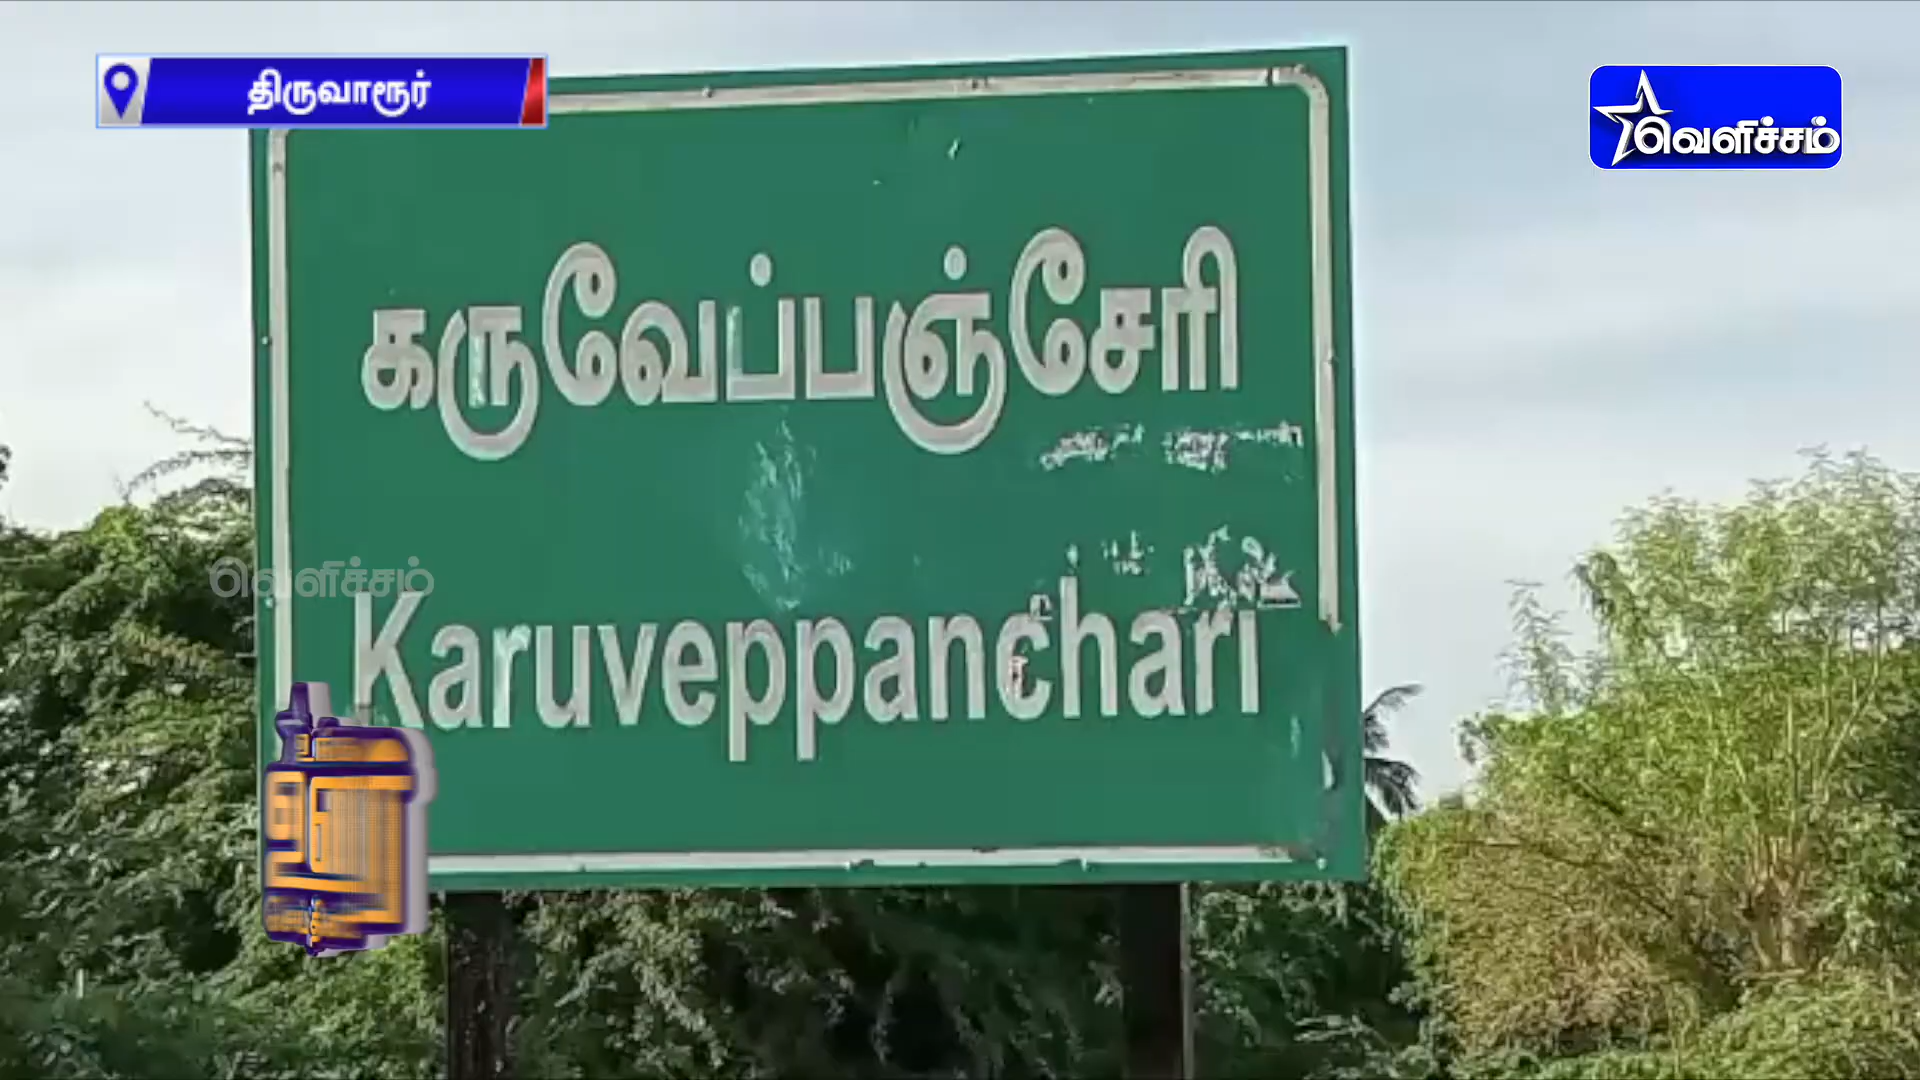 திருவாரூர்
வெளிச்சம்
கருவேப்பஞ்சேரி
வெளிச்சம்
Karuveppanchari